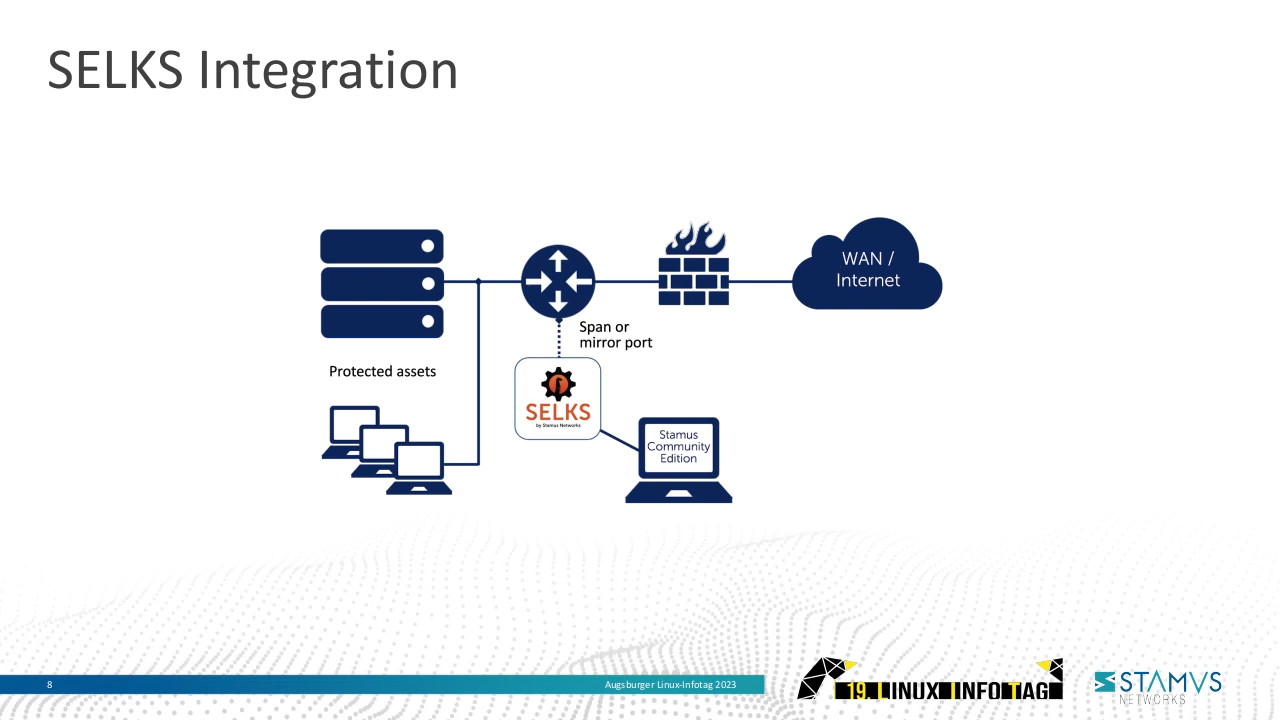 SELKS Integration
WAN /
Internet
Span or
mirror port
Protected assets
SELKS
by Stamus Networks
Stamus
Community
Edition
8
Augsburger Linux-Infotag 2023
19. LINUX INFOTAG
STAMVS
NETWORKS